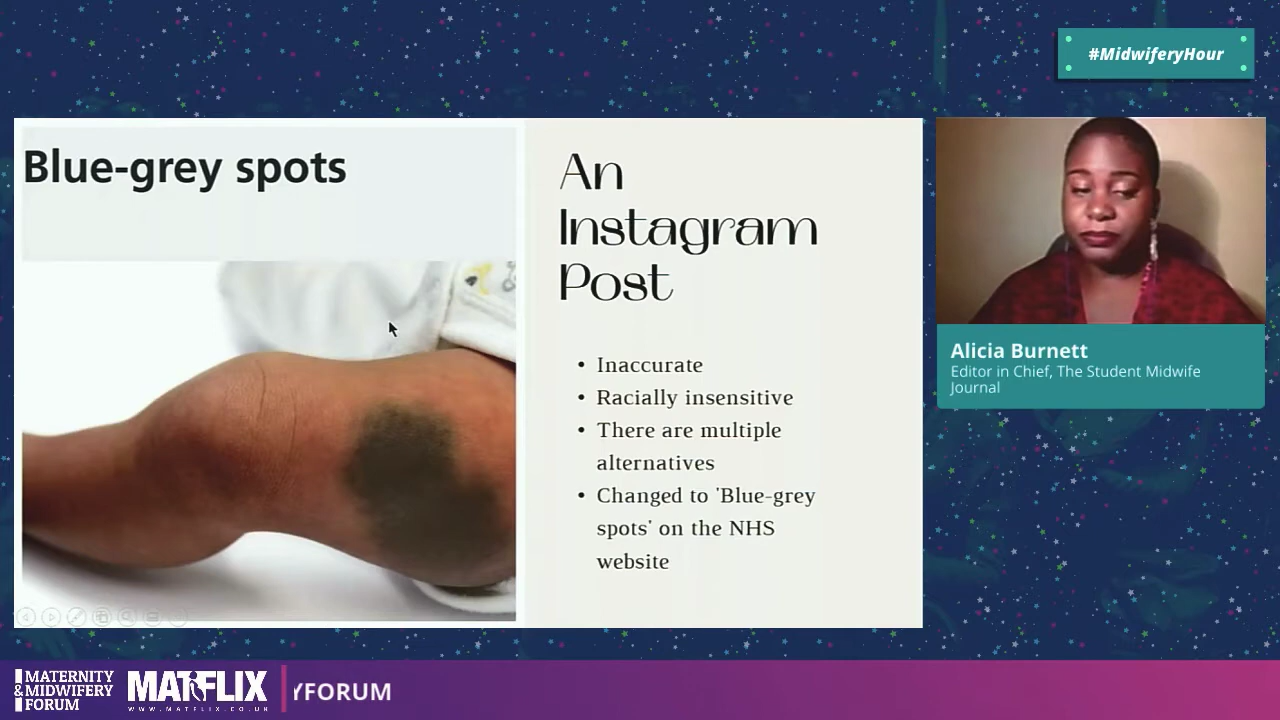 #MidwiferyHour
Blue-grey spots
An
Instagram
Post
• Inaccurate
• Racially insensitive
• There are multiple
alternatives
• Changed to 'Blue-grey
spots' on the NHS
website
Alicia Burnett
Editor in Chief, The Student Midwife
Journal
MATERNITY
&MIDWIFERY
FORUM
MATFLIX
WWW.MATFLIX.CO.UK
YFORUM